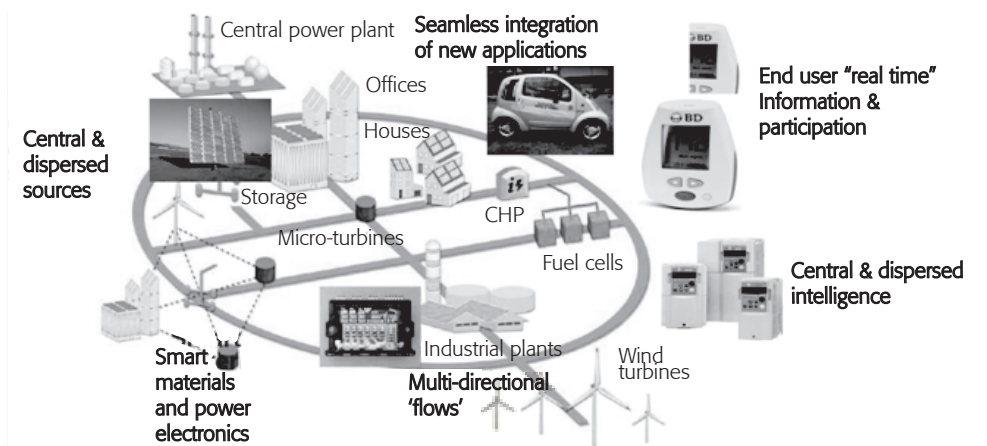 Central power plant
Seamless integration
of new applications
Offices
Houses
BD
End user “real time”
Information &
participation
BD
Central &
dispersed
sources
Storage
CHP
Micro-turbines
Fuel cells
Central & dispersed
intelligence
Industrial plants
Wind
turbines
Smart
materials
and power
electronics
Multi-directional
‘flows’